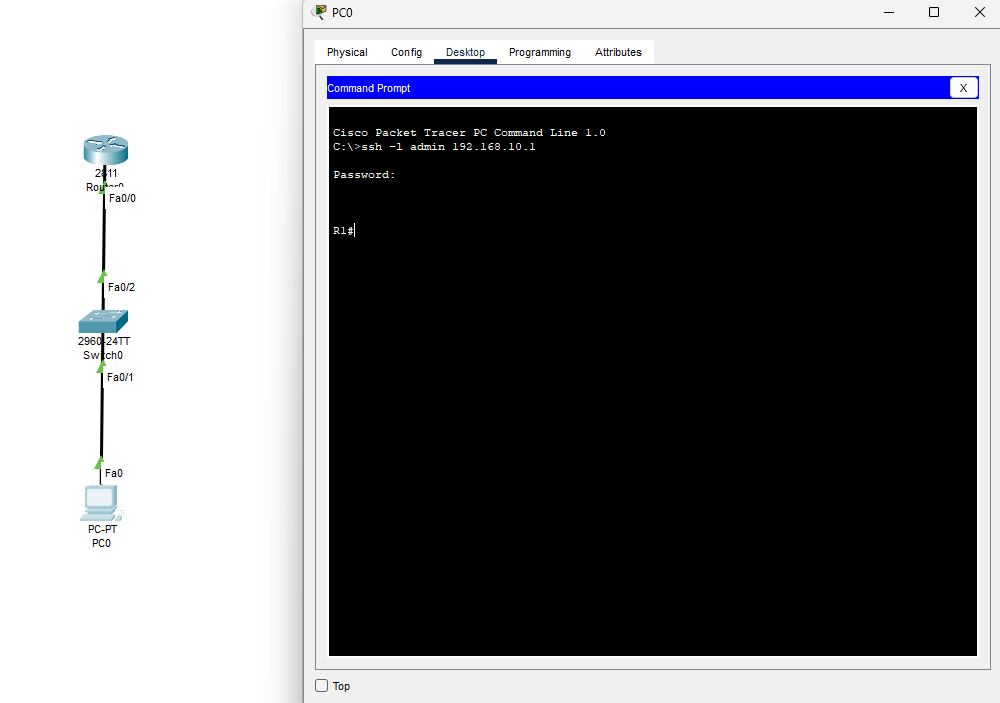 PC0
Physical Config Desktop Programming Attributes
Command Prompt
X
Cisco Packet Tracer PC Command Line 1.0
C:\>ssh -l admin 192.168.10.1
Password:
R1#
Top
2811
Router0
Fa0/0
Fa0/2
2960-24TT
Switch0
Fa0/1
Fa0
PC-PT
PC0